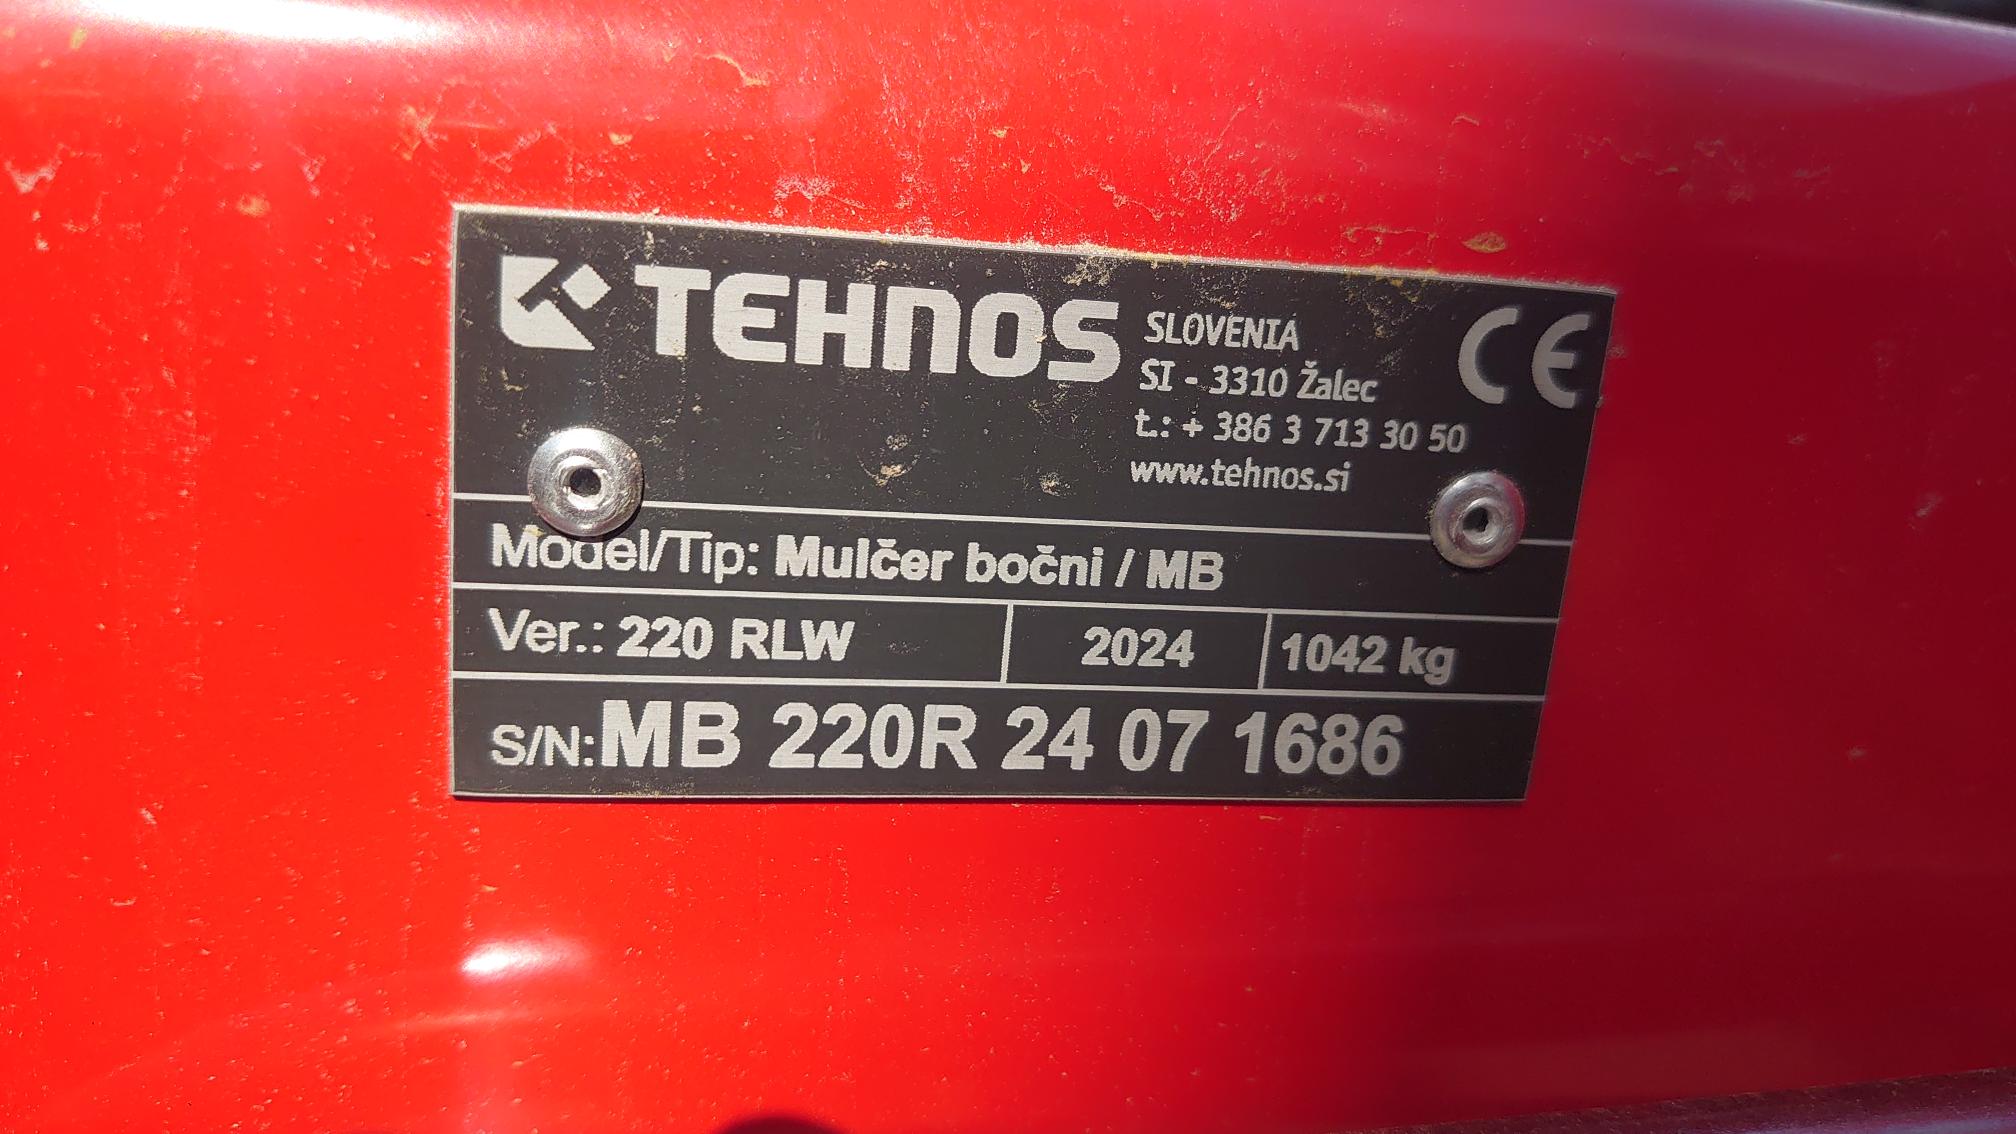 TEHNOS
SLOVENIA
SI - 3310 Žalec
t.: + 386 3 713 30 50
www.tehnos.si
CE
Model/Tip: Mulčer bočni / MB
Ver.: 220 RLW 2024 1042 kg
S/N: MB 220R 24 07 1686